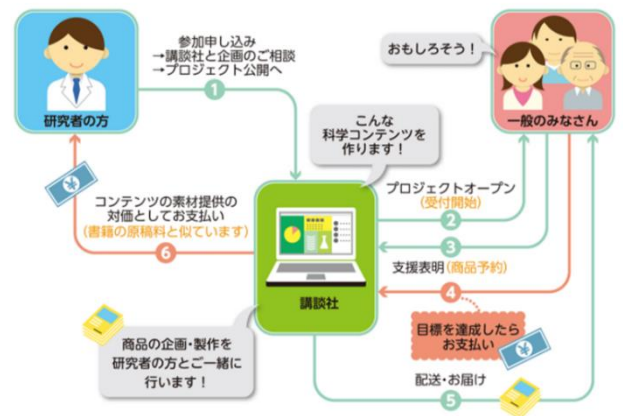 参加申し込み
→講談社と企画のご相談
→プロジェクト公開へ
1
研究者の方
おもしろそう！
一般のみなさん
こんな
科学コンテンツを
作ります！
プロジェクトオープン
(受付開始)
2
3
支援表明(商品予約)
4
目標を達成したら
お支払い
コンテンツの素材提供の
対価としてお支払い
(書籍の原稿料と似ています)
6
講談社
商品の企画・製作を
研究者の方とご一緒に
行います！
配送・お届け
5
¥
¥